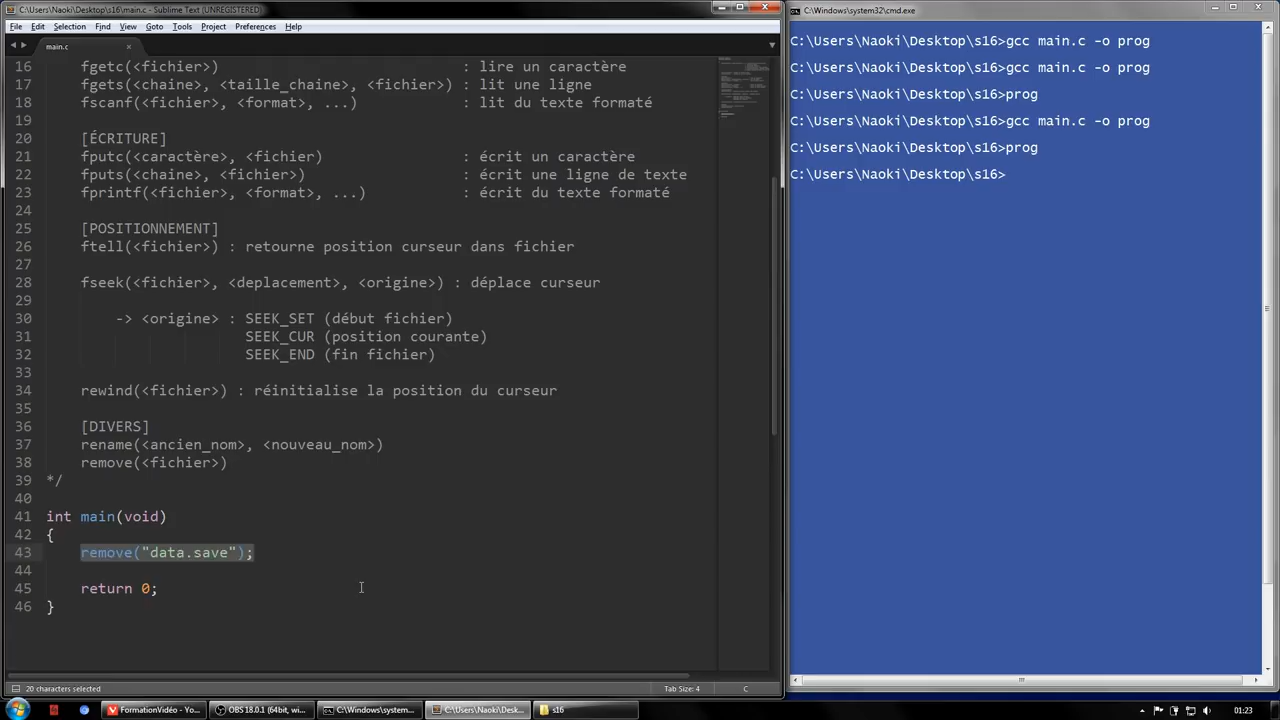 C:\Users\Naoki\Desktop\s16\main.c - Sublime Text (UNREGISTERED)
File Edit Selection Find View Goto Tools Project Preferences Help
main.c
16 fgetc(<fichier>) : lire un caractère
17 fgets(<chaine>, <taille_chaine>, <fichier>) : lit une ligne
18 fscanf(<fichier>, <format>, ...) : lit du texte formaté
19
20 [ÉCRITURE]
21 fputc(<caractère>, <fichier) : écrit un caractère
22 fputs(<chaine>, <fichier>) : écrit une ligne de texte
23 fprintf(<fichier>, <format>, ...) : écrit du texte formaté
24
25 [POSITIONNEMENT]
26 ftell(<fichier>) : retourne position curseur dans fichier
27
28 fseek(<fichier>, <deplacement>, <origine>) : déplace curseur
29
30 -> <origine> : SEEK_SET (début fichier)
31 SEEK_CUR (position courante)
32 SEEK_END (fin fichier)
33
34 rewind(<fichier>) : réinitialise la position du curseur
35
36 [DIVERS]
37 rename(<ancien_nom>, <nouveau_nom>)
38 remove(<fichier>)
39 */
40
41 int main(void)
42 {
43 remove("data.save");
44
45 return 0;
46 }
20 characters selected
Tab Size: 4
C
C:\Windows\system32\cmd.exe
C:\Users\Naoki\Desktop\s16>gcc main.c -o prog
C:\Users\Naoki\Desktop\s16>gcc main.c -o prog
C:\Users\Naoki\Desktop\s16>prog
C:\Users\Naoki\Desktop\s16>gcc main.c -o prog
C:\Users\Naoki\Desktop\s16>prog
C:\Users\Naoki\Desktop\s16>
FormationVidéo - Yo...
OBS 18.0.1 (64bit, win...
C:\Windows\system...
C:\Users\Naoki\Desk...
s16
01:23